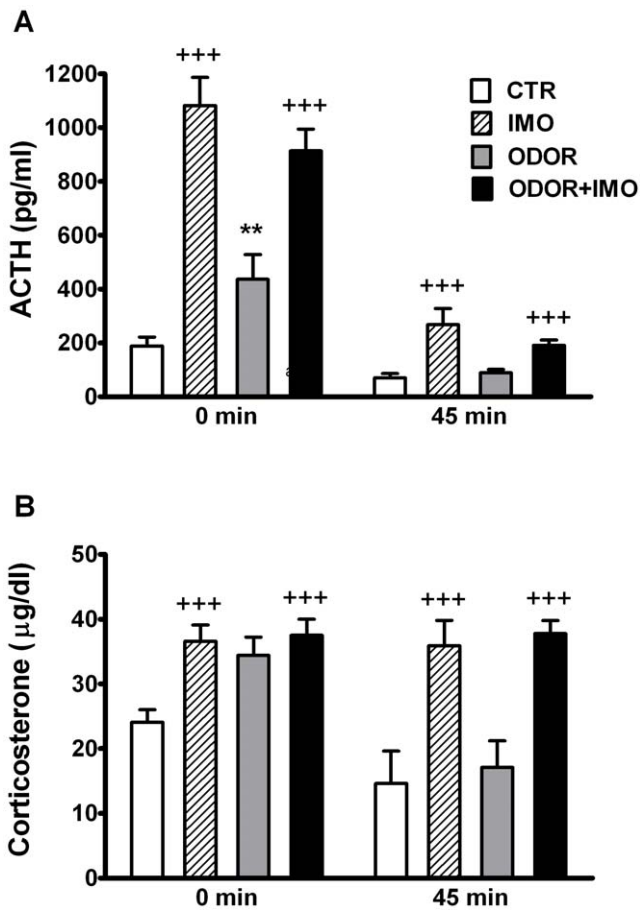 A
+++
1200
+++
CTR
1000
IMO
ODOR
800
ODOR+IMO
ACTH (pg/ml)
600
**
400
+++
+++
200
a
0
0 min
45 min
B
50
+++
+++
+++
+++
40
Corticosterone (μg/dl)
30
20
10
0
0 min
45 min